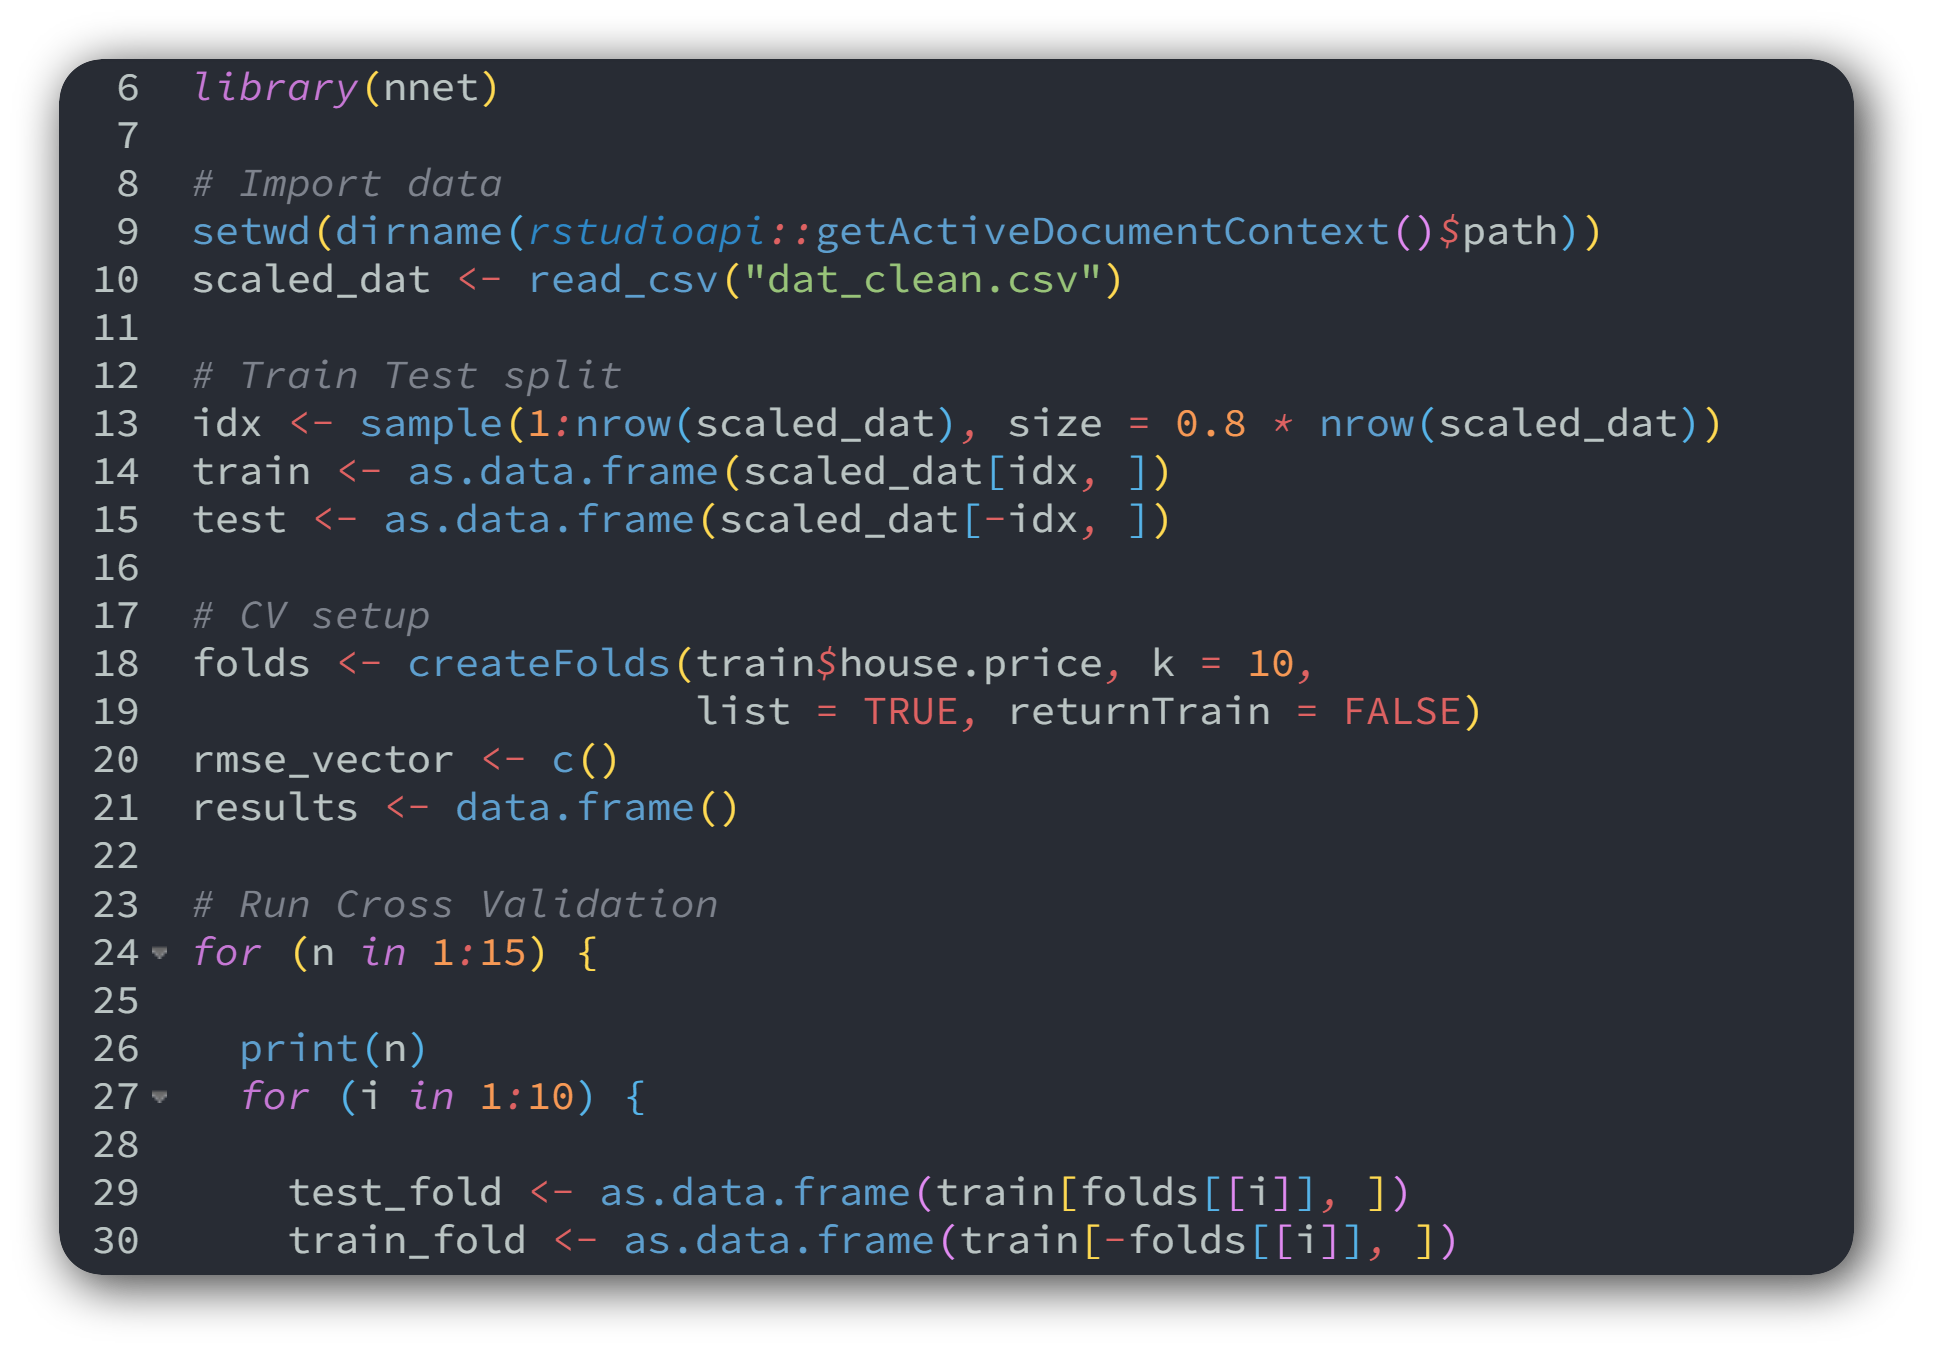 6 library(nnet)
7
8 # Import data
9 setwd(dirname(rstudioapi::getActiveDocumentContext()$path))
10 scaled_dat <- read_csv("dat_clean.csv")
11
12 # Train Test split
13 idx <- sample(1:nrow(scaled_dat), size = 0.8 * nrow(scaled_dat))
14 train <- as.data.frame(scaled_dat[idx, ])
15 test <- as.data.frame(scaled_dat[-idx, ])
16
17 # CV setup
18 folds <- createFolds(train$house.price, k = 10,
19                      list = TRUE, returnTrain = FALSE)
20 rmse_vector <- c()
21 results <- data.frame()
22
23 # Run Cross Validation
24 for (n in 1:15) {
25
26   print(n)
27   for (i in 1:10) {
28
29     test_fold <- as.data.frame(train[folds[[i]], ])
30     train_fold <- as.data.frame(train[-folds[[i]], ])